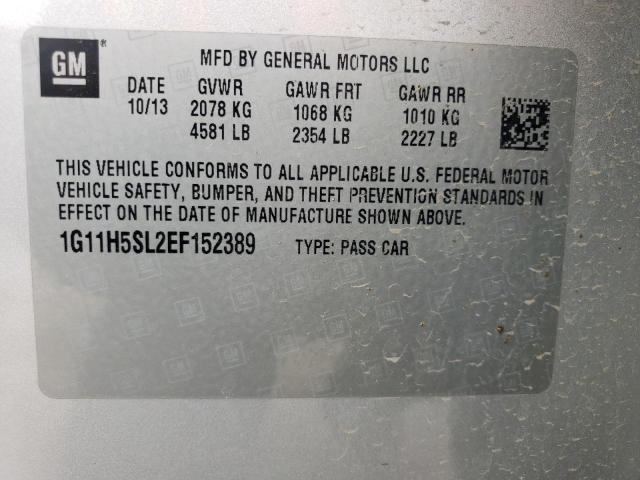 GM ®
MFD BY GENERAL MOTORS LLC
DATE GVWR GAWR FRT GAWR RR
10/13 2078 KG 1068 KG 1010 KG
4581 LB 2354 LB 2227 LB
THIS VEHICLE CONFORMS TO ALL APPLICABLE U.S. FEDERAL MOTOR
VEHICLE SAFETY, BUMPER, AND THEFT PREVENTION STANDARDS IN
EFFECT ON THE DATE OF MANUFACTURE SHOWN ABOVE.
1G11H5SL2EF152389 TYPE: PASS CAR